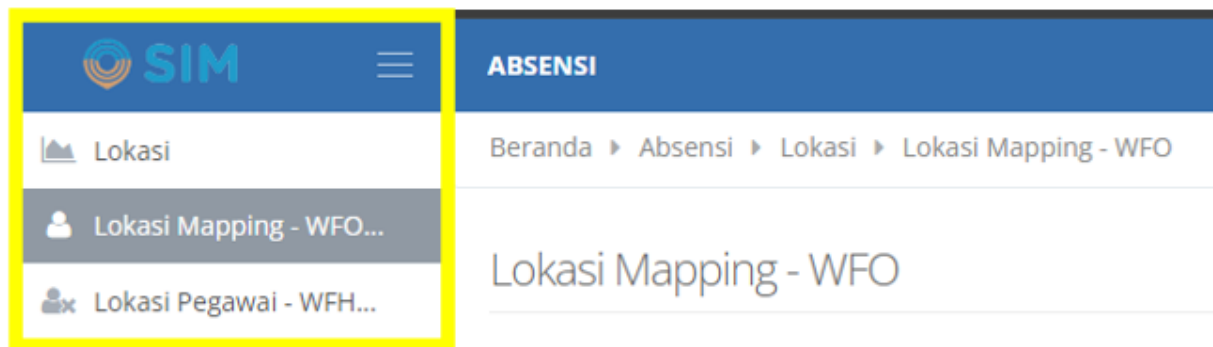 SIM
ABSENSI
Lokasi
Lokasi Mapping - WFO...
Lokasi Pegawai - WFH...
Beranda Absensi Lokasi Lokasi Mapping - WFO
Lokasi Mapping - WFO